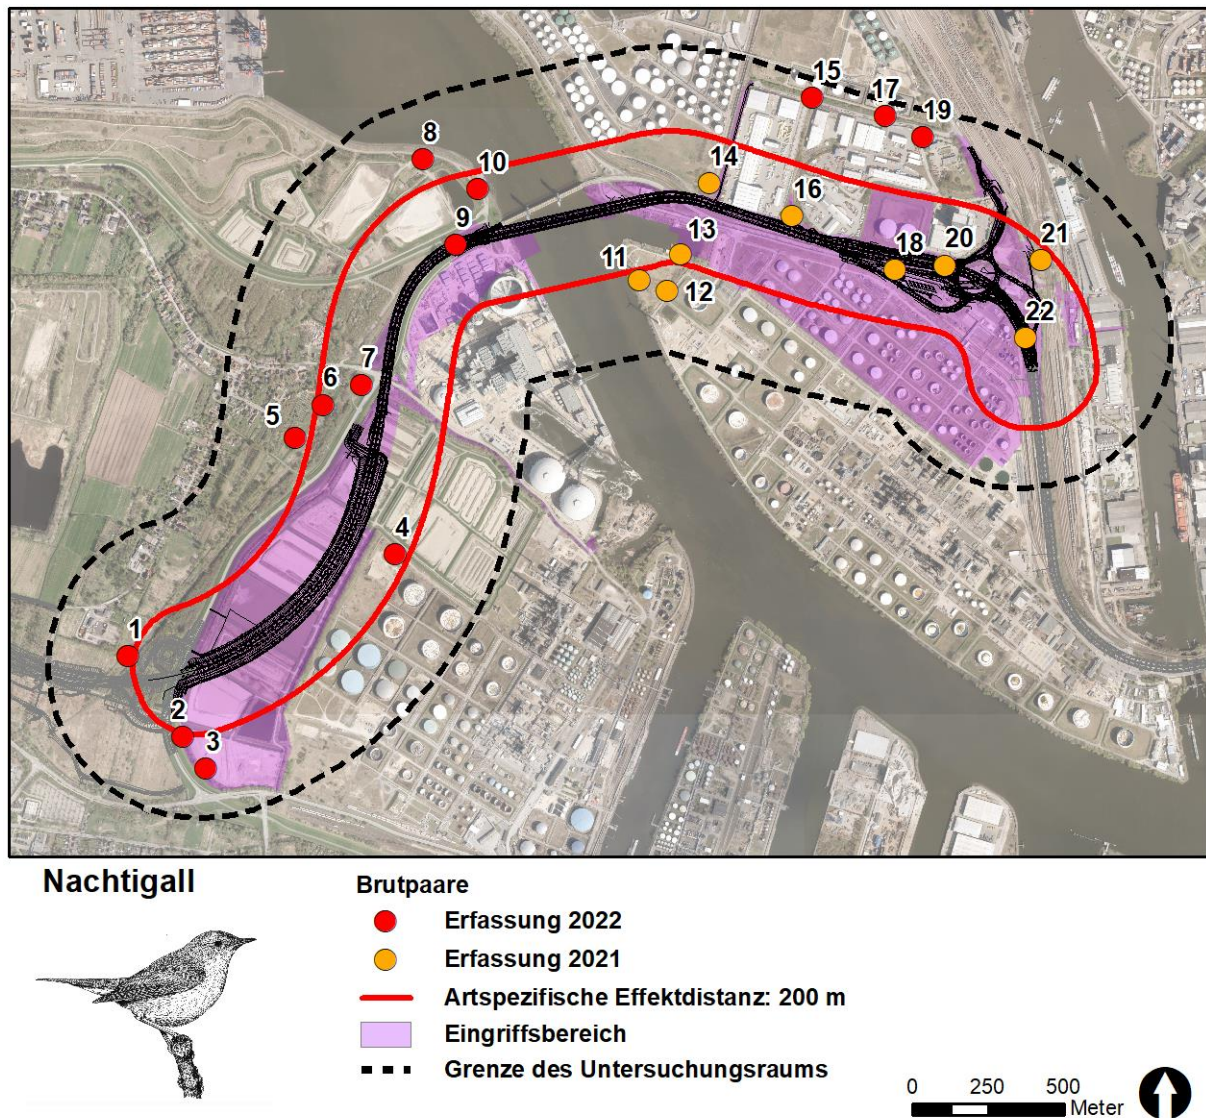 15
17
19
8
10
14
9
16
13
11
12
18
20
21
22
7
6
5
4
1
2
3
Nachtigall
Brutpaare
Erfassung 2022
Erfassung 2021
Artspezifische Effektdistanz: 200 m
Eingriffsbereich
Grenze des Untersuchungsraums
0 250 500
Meter